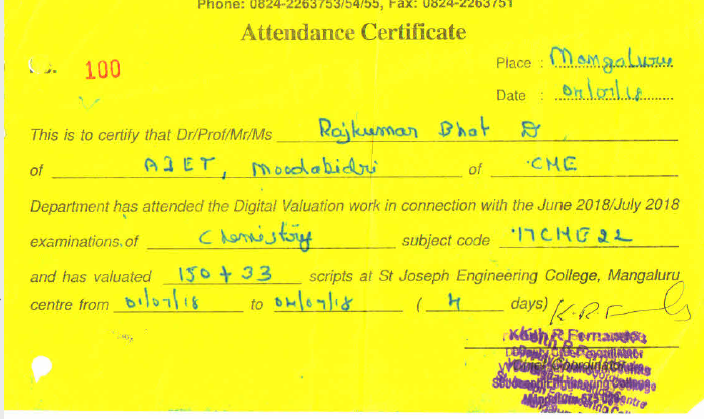 Phone: 0824-2263753/54/55, Fax: 0824-2263751
Attendance Certificate
100
Place : Mangaluru
Date : 04/07/18
This is to certify that Dr/Prof/Mr/Ms Rajkumar Bhat D
of AIET, Moodabidri of CME
Department has attended the Digital Valuation work in connection with the June 2018/July 2018
examinations of Chemistry subject code 17CME22
and has valuated 150 + 33 scripts at St Joseph Engineering College, Mangaluru
centre from 01/07/18 to 04/07/18 ( 4 days)